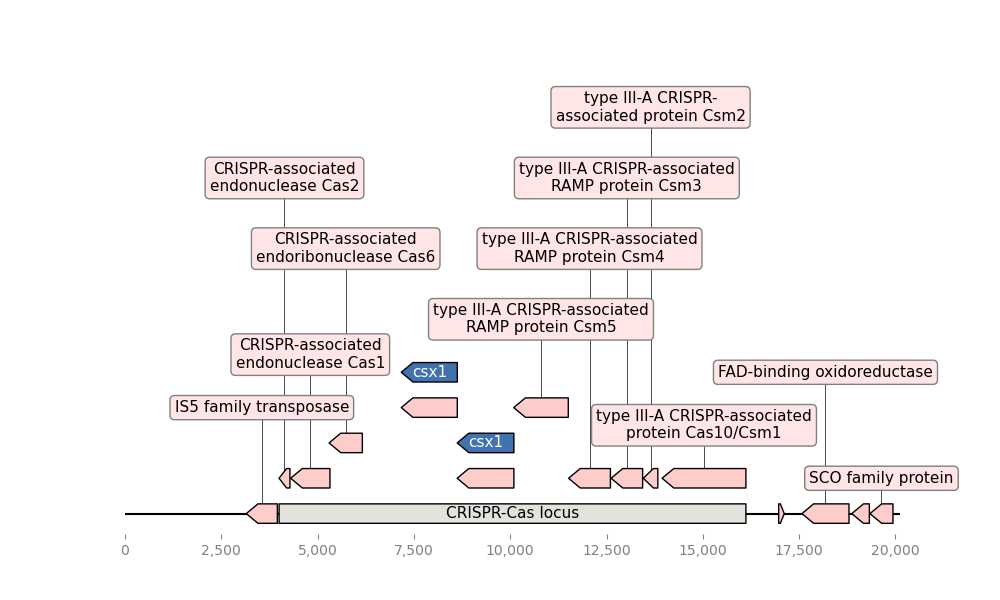 type III-A CRISPR-
associated protein Csm2
CRISPR-associated
endonuclease Cas2
type III-A CRISPR-associated
RAMP protein Csm3
CRISPR-associated
endoribonuclease Cas6
type III-A CRISPR-associated
RAMP protein Csm4
type III-A CRISPR-associated
RAMP protein Csm5
CRISPR-associated
endonuclease Cas1
csx1
FAD-binding oxidoreductase
IS5 family transposase
type III-A CRISPR-associated
protein Cas10/Csm1
csx1
SCO family protein
CRISPR-Cas locus
0 2,500 5,000 7,500 10,000 12,500 15,000 17,500 20,000